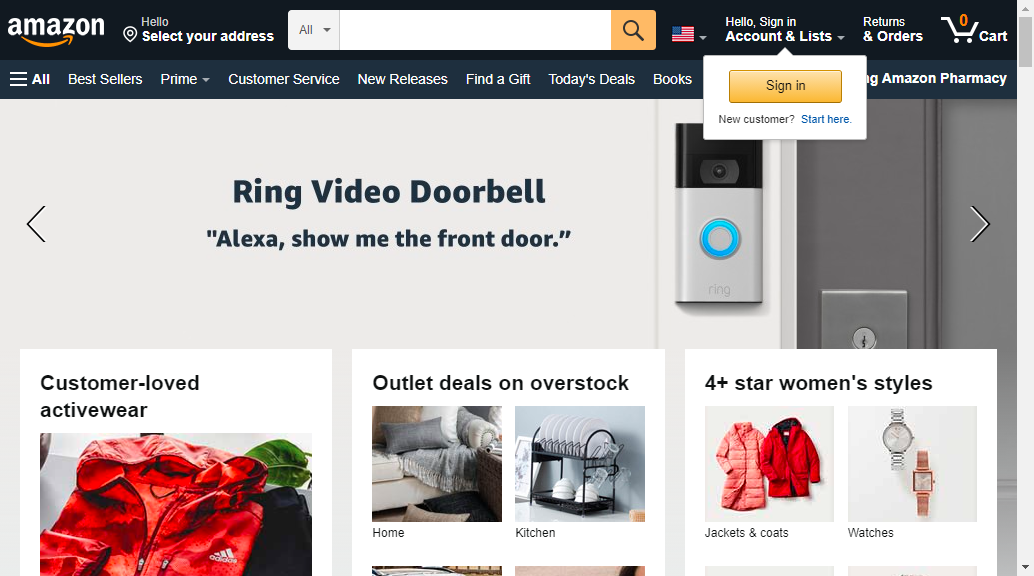 amazon
Hello
Select your address
All
Hello, Sign in
Account & Lists
Returns
& Orders
0
Cart
All
Best Sellers
Prime
Customer Service
New Releases
Find a Gift
Today's Deals
Books
Amazon Pharmacy
Sign in
New customer? Start here.
Ring Video Doorbell
"Alexa, show me the front door.”
ring
Customer-loved
activewear
adidas
Outlet deals on overstock
Home
Kitchen
4+ star women's styles
Jackets & coats
Watches